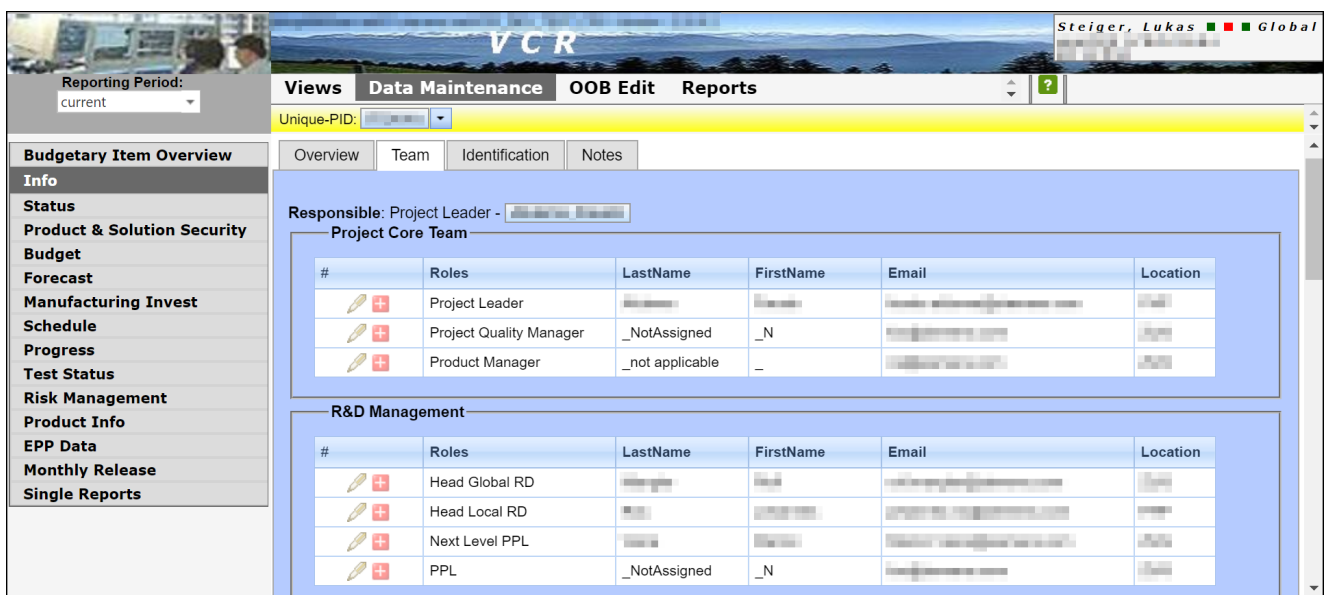 VCR
Steiger, Lukas Global
Reporting Period:
current
Views Data Maintenance OOB Edit Reports ?
Unique-PID:
Budgetary Item Overview
Info
Status
Product & Solution Security
Budget
Forecast
Manufacturing Invest
Schedule
Progress
Test Status
Risk Management
Product Info
EPP Data
Monthly Release
Single Reports
Overview Team Identification Notes
Responsible: Project Leader -
Project Core Team
# Roles LastName FirstName Email Location
Project Leader
Project Quality Manager _NotAssigned _N
Product Manager _not applicable _
R&D Management
# Roles LastName FirstName Email Location
Head Global RD
Head Local RD
Next Level PPL
PPL _NotAssigned _N